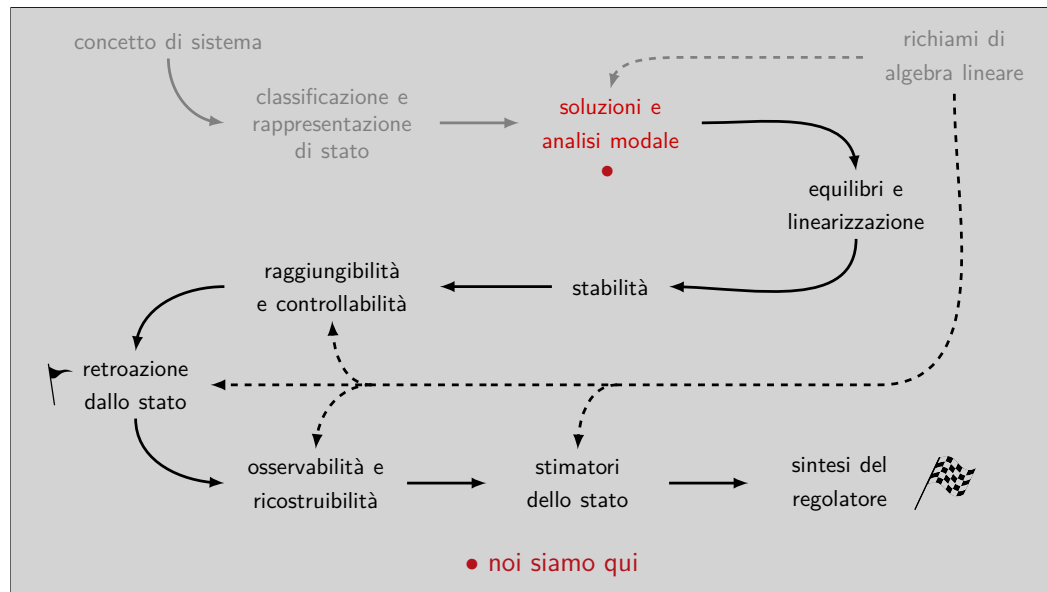 concetto di sistema
richiami di
algebra lineare
classificazione e
rappresentazione
di stato
soluzioni e
analisi modale
equilibri e
linearizzazione
raggiungibilità
e controllabilità
stabilità
retroazione
dallo stato
osservabilità e
ricostruibilità
stimatori
dello stato
sintesi del
regolatore
noi siamo qui